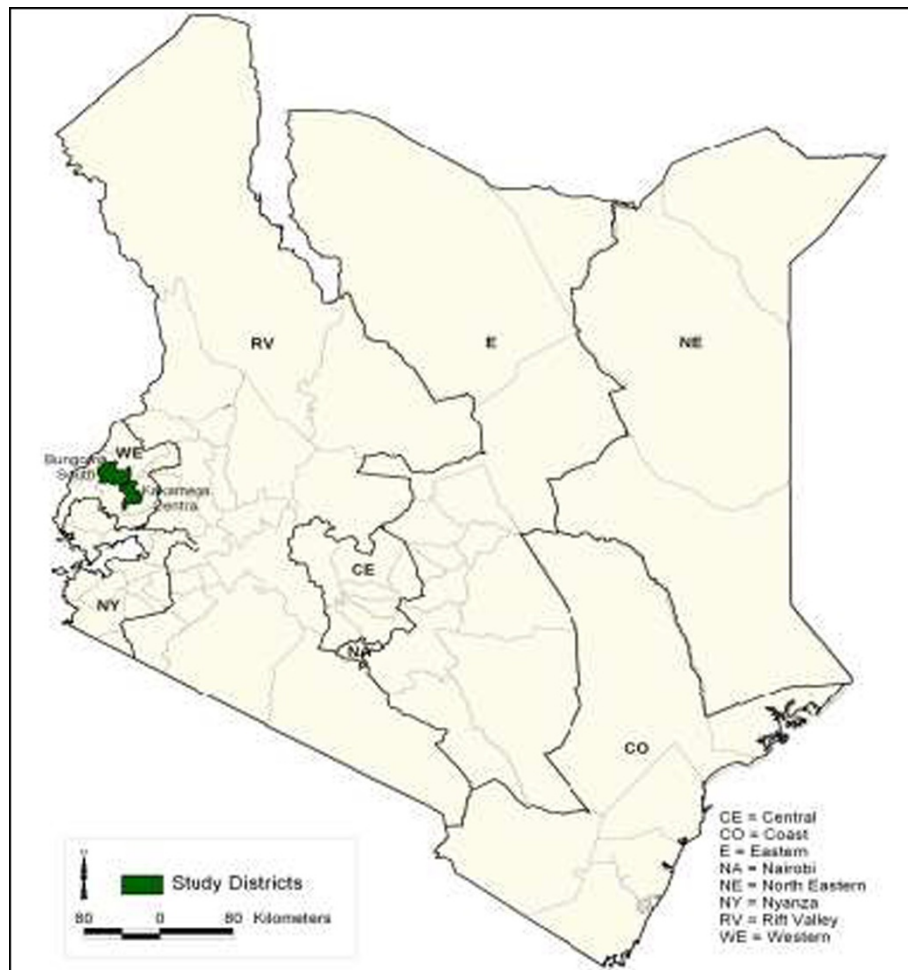 RV
E
NE
WE
Bungoma
South
Kakamega
Centra
CE
NY
NA
CO
CE = Central
CO = Coast
E = Eastern
NA = Nairobi
NE = North Eastern
NY = Nyanza
RV = Rift Valley
WE = Western
Study Districts
80 0 80 Kilometers